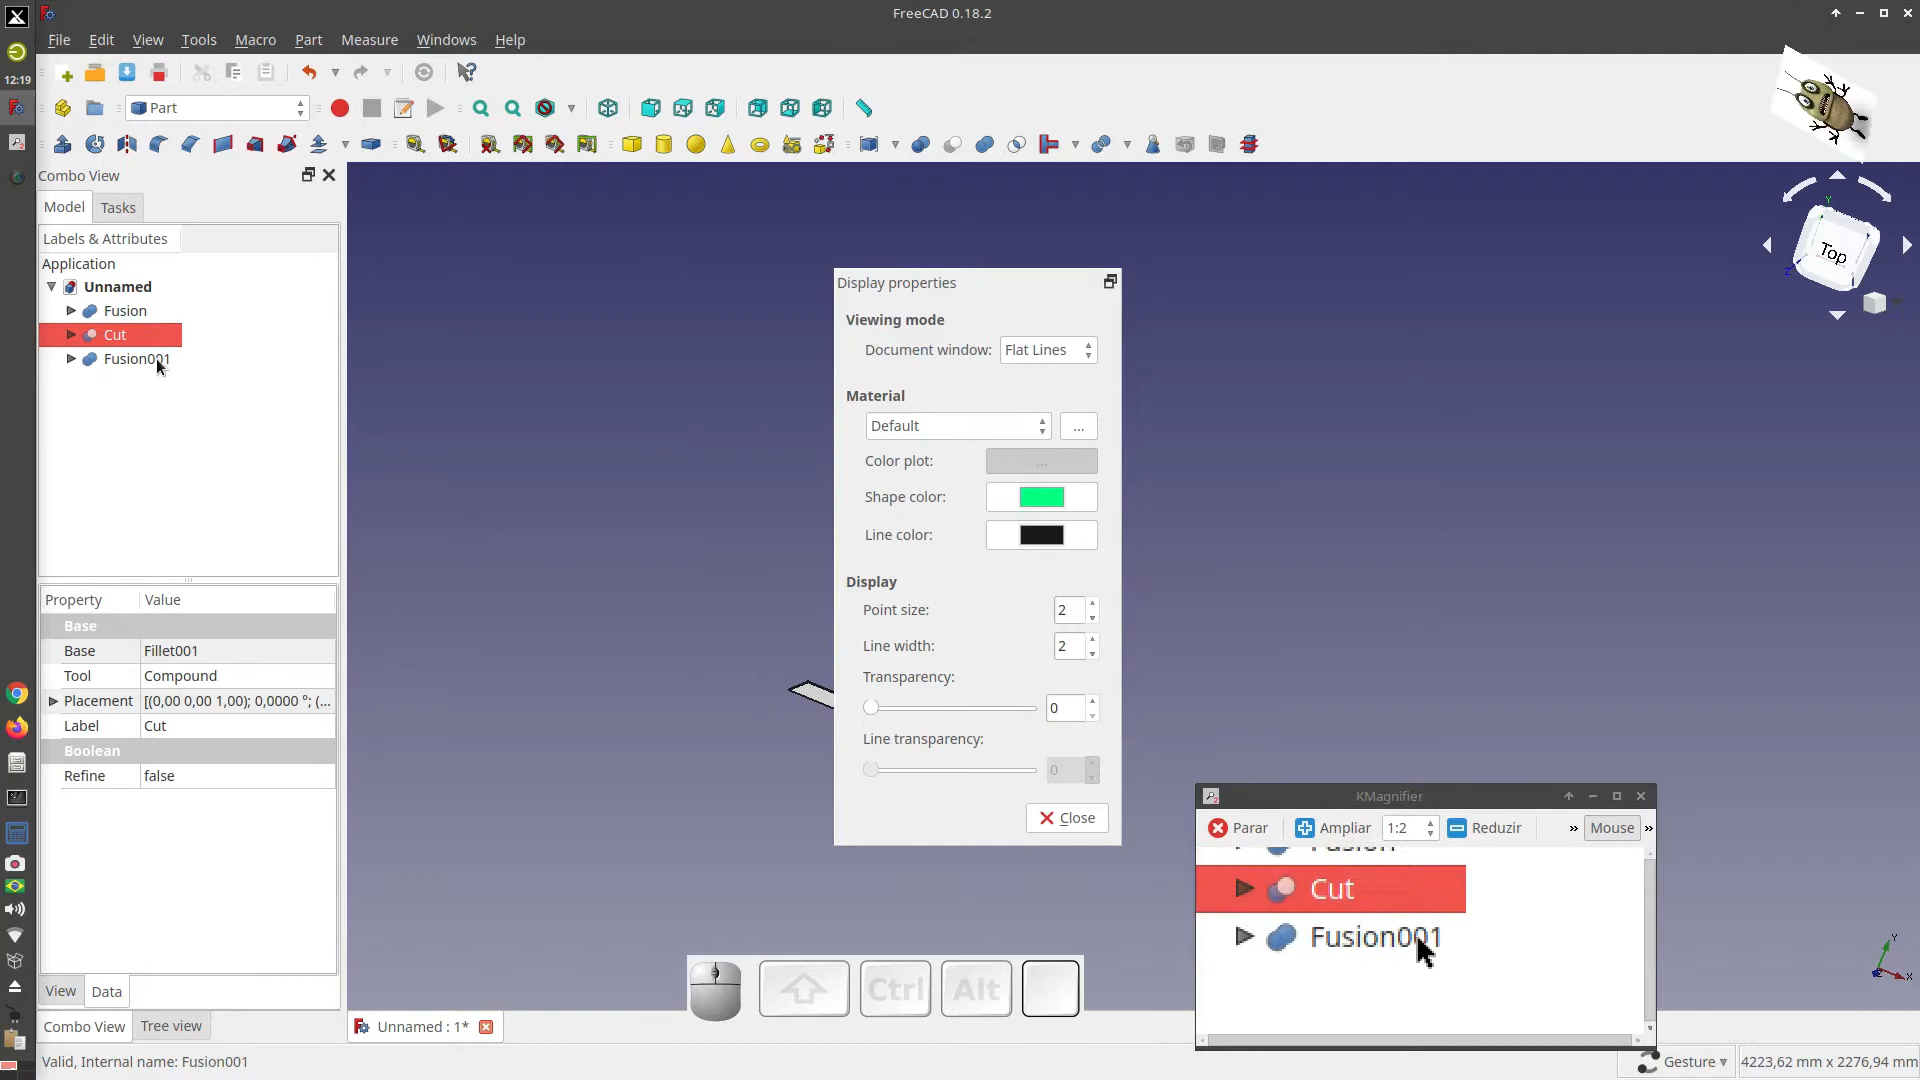 FreeCAD 0.18.2
File Edit View Tools Macro Part Measure Windows Help
12:19
Part
Combo View
Model Tasks
Labels & Attributes
Application
Unnamed
Fusion
Cut
Fusion001
Property Value
Base
Base Fillet001
Tool Compound
Placement [(0,00 0,00 1,00); 0,0000 °; (...
Label Cut
Boolean
Refine false
View Data
Combo View Tree view
Unnamed : 1*
Valid, Internal name: Fusion001
Display properties
Viewing mode
Document window: Flat Lines
Material
Default ...
Color plot: ...
Shape color:
Line color:
Display
Point size: 2
Line width: 2
Transparency:
0
Line transparency:
0
Close
Top
Y
Z
KMagnifier
Parar Ampliar 1:2 Reduzir » Mouse »
Fusion
Cut
Fusion001
Ctrl Alt
Y
X
Gesture 4223,62 mm x 2276,94 mm